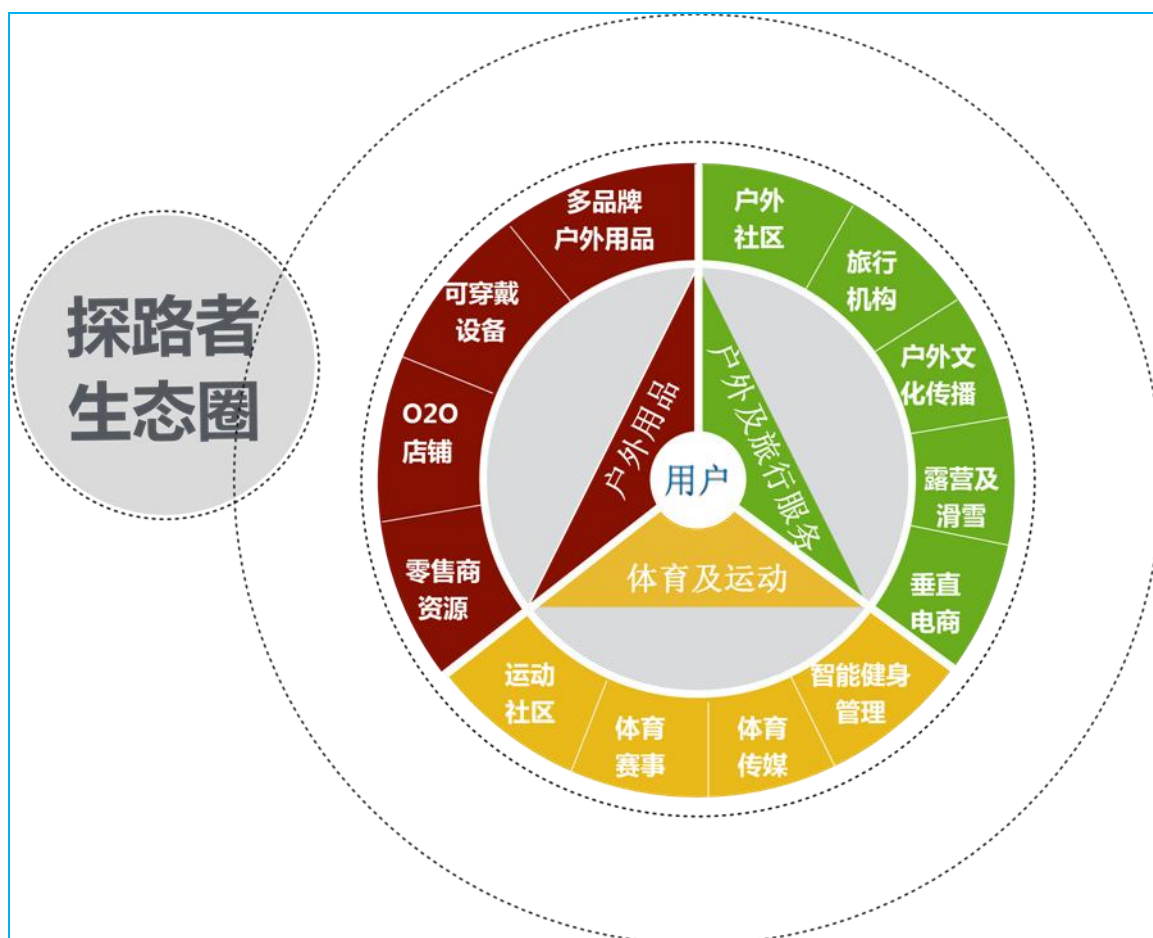 探路者
生态圈
多品牌
户外用品
可穿戴
设备
O2O
店铺
零售商
资源
户外
社区
旅行
机构
户外文
化传播
露营及
滑雪
垂直
电商
智能健身
管理
体育
传媒
体育
赛事
运动
社区
户外用品
户外及旅行服务
体育及运动
用户